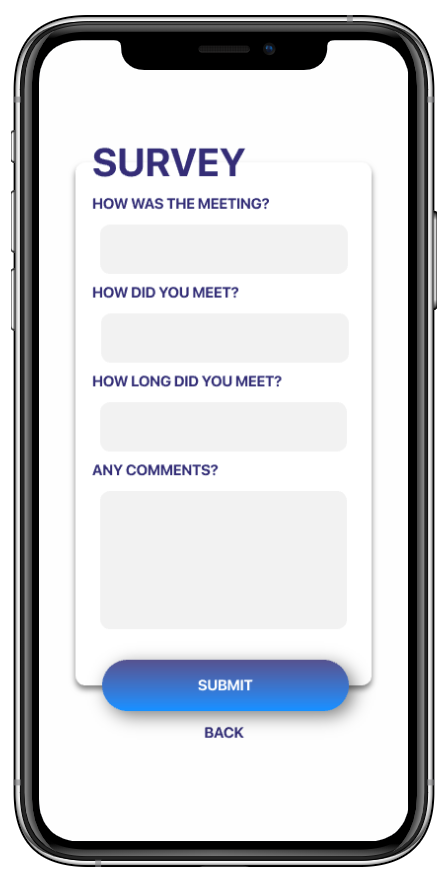 SURVEY
HOW WAS THE MEETING?
HOW DID YOU MEET?
HOW LONG DID YOU MEET?
ANY COMMENTS?
SUBMIT
BACK